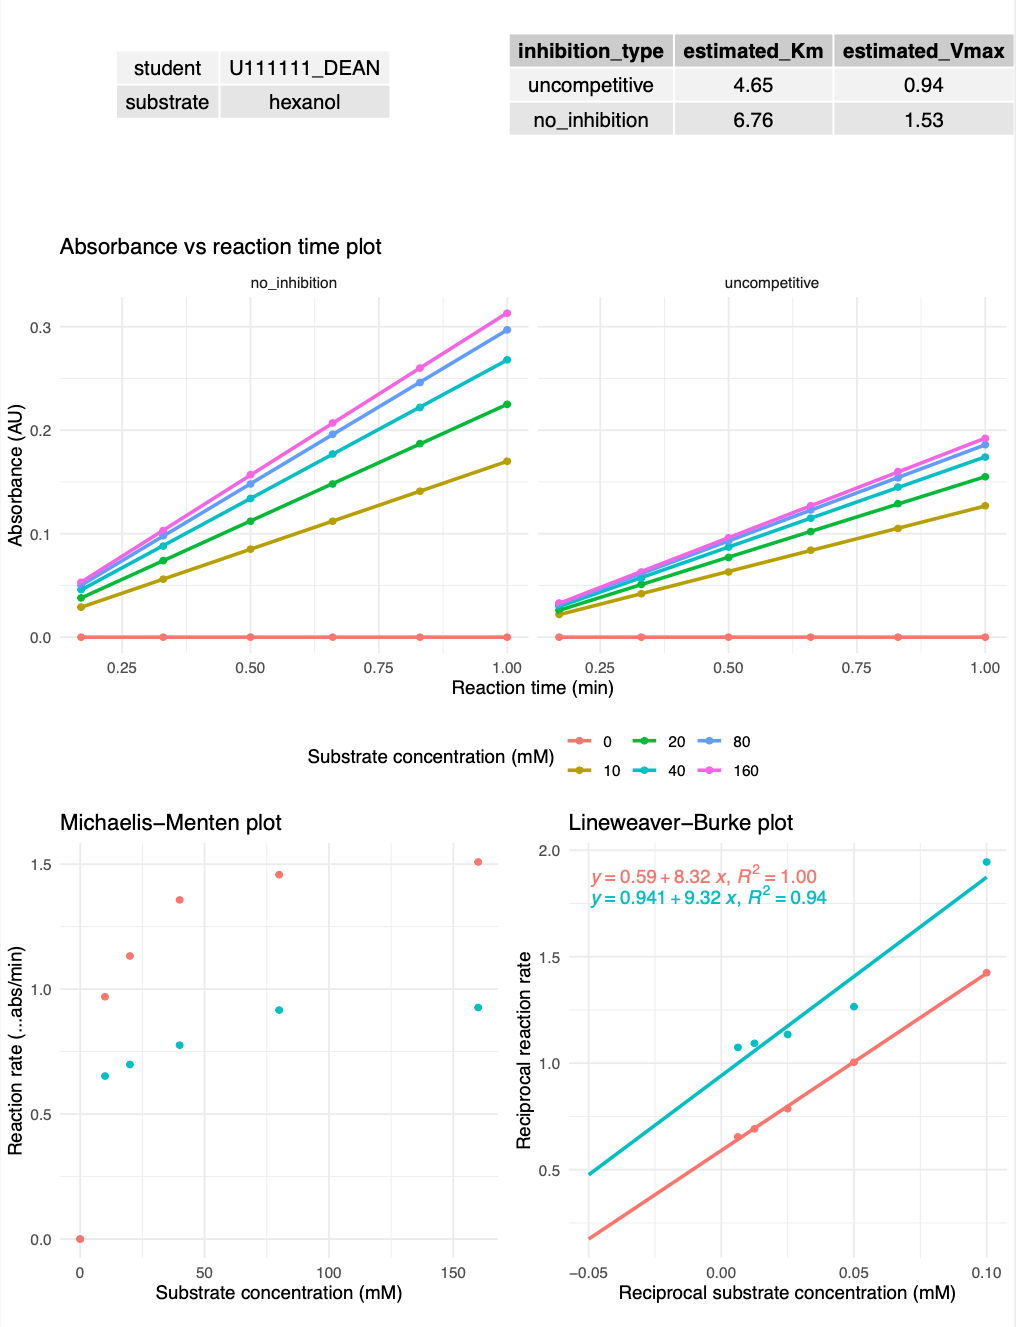 student U111111_DEAN
substrate hexanol
inhibition_type estimated_Km estimated_Vmax
uncompetitive 4.65 0.94
no_inhibition 6.76 1.53
Absorbance vs reaction time plot
no_inhibition uncompetitive
Absorbance (AU)
0.3
0.2
0.1
0.0
0.25 0.50 0.75 1.00 0.25 0.50 0.75 1.00
Reaction time (min)
Substrate concentration (mM)
0 20 80
10 40 160
Michaelis−Menten plot
Reaction rate (...abs/min)
1.5
1.0
0.5
0.0
0 50 100 150
Substrate concentration (mM)
Lineweaver−Burke plot
Reciprocal reaction rate
2.0
1.5
1.0
0.5
y = 0.59 + 8.32 x, R² = 1.00
y = 0.941 + 9.32 x, R² = 0.94
−0.05 0.00 0.05 0.10
Reciprocal substrate concentration (mM)